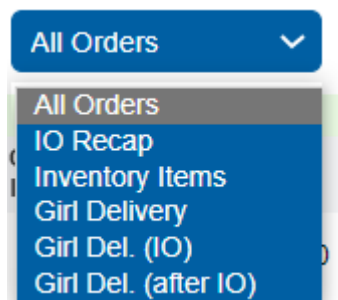 All Orders
All Orders
IO Recap
Inventory Items
Girl Delivery
Girl Del. (IO)
Girl Del. (after IO)